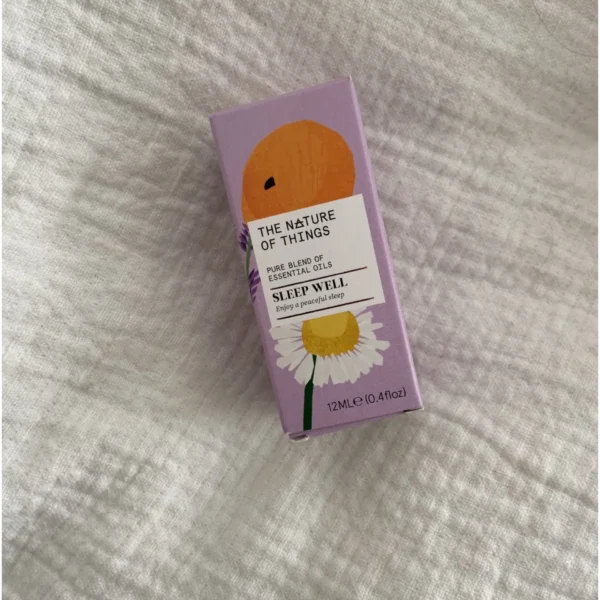 THE NATURE
OF THINGS
PURE BLEND OF
ESSENTIAL OILS
SLEEP WELL
Enjoy a peaceful sleep
12ML℮ (0.4floz)